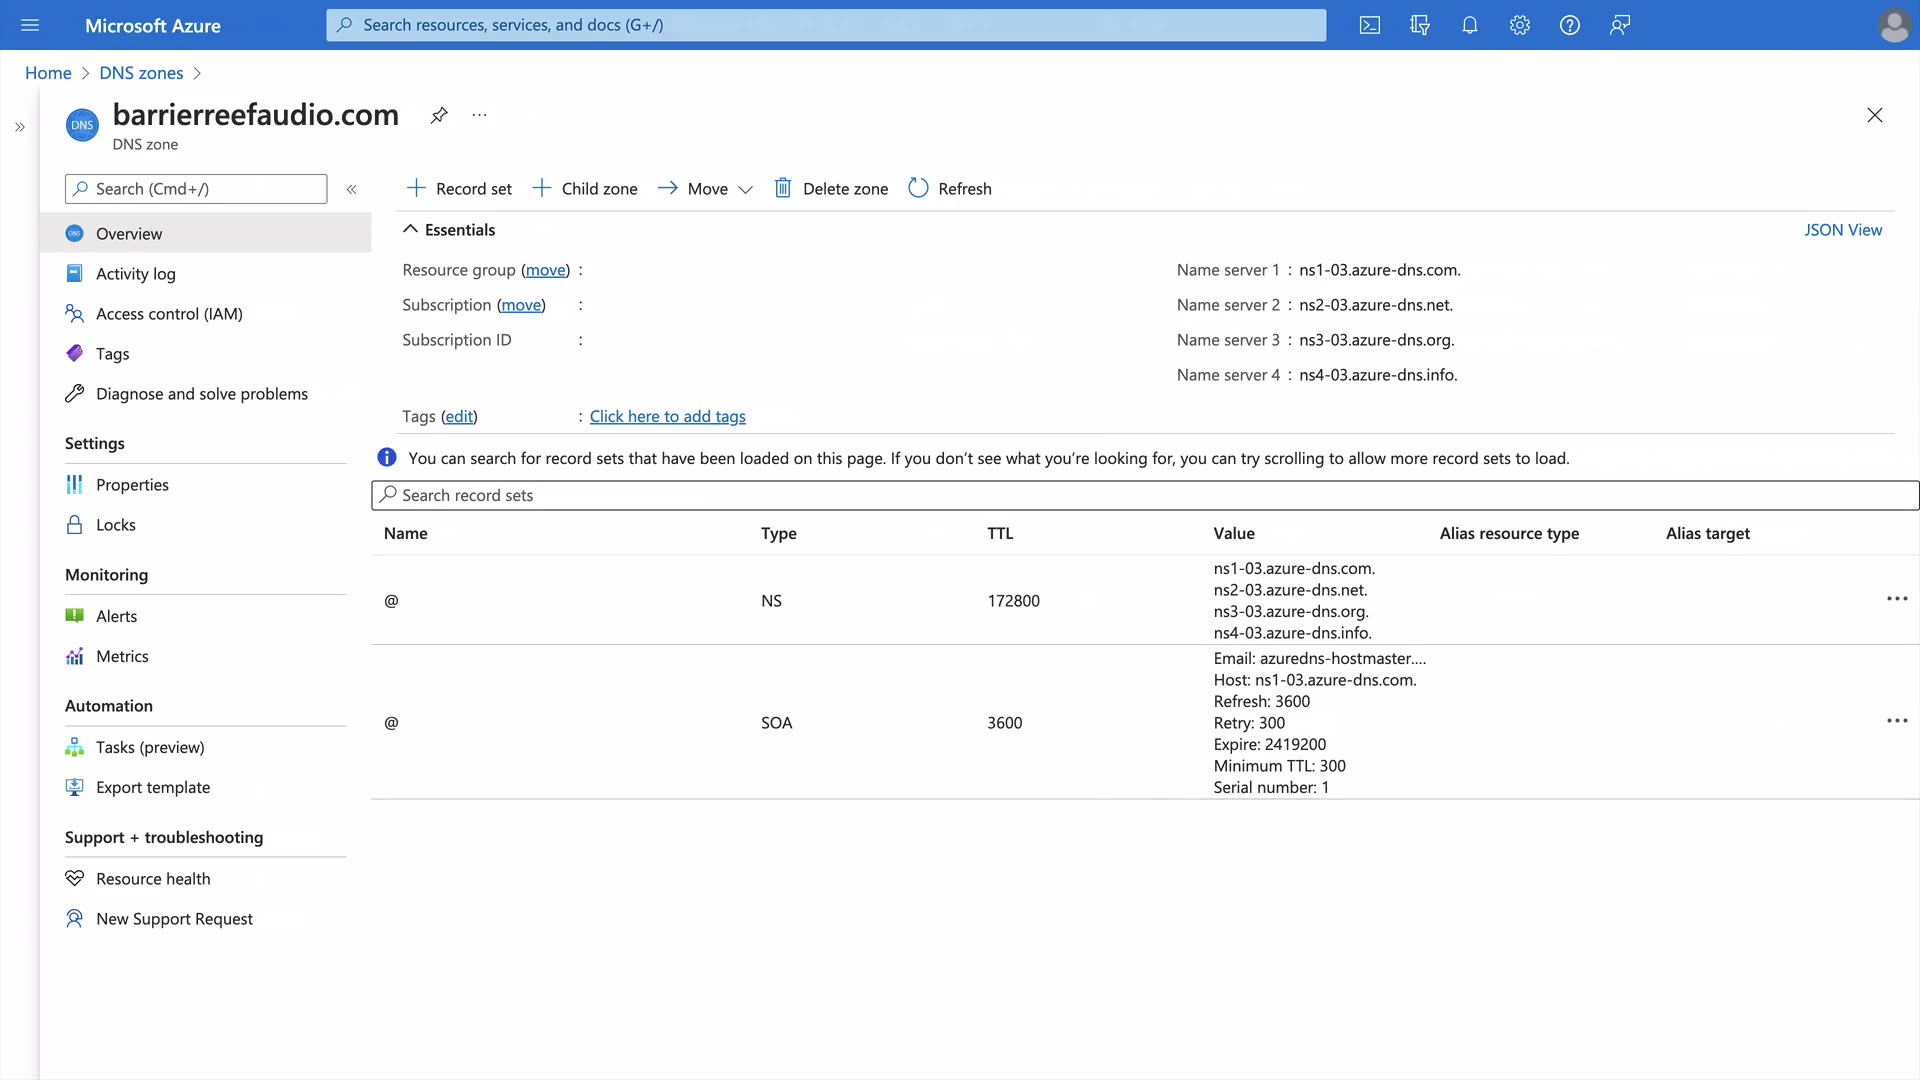 Microsoft Azure
Search resources, services, and docs (G+/)
Home > DNS zones >
DNS
barrierreefaudio.com
...
DNS zone
Search (Cmd+/)
Record set
Child zone
Move
Delete zone
Refresh
Overview
Activity log
Access control (IAM)
Tags
Diagnose and solve problems
Settings
Properties
Locks
Monitoring
Alerts
Metrics
Automation
Tasks (preview)
Export template
Support + troubleshooting
Resource health
New Support Request
Essentials
JSON View
Resource group (move) :
Subscription (move) :
Subscription ID :
Name server 1 : ns1-03.azure-dns.com.
Name server 2 : ns2-03.azure-dns.net.
Name server 3 : ns3-03.azure-dns.org.
Name server 4 : ns4-03.azure-dns.info.
Tags (edit) : Click here to add tags
You can search for record sets that have been loaded on this page. If you don’t see what you’re looking for, you can try scrolling to allow more record sets to load.
Search record sets
Name Type TTL Value Alias resource type Alias target
@ NS 172800
ns1-03.azure-dns.com.
ns2-03.azure-dns.net.
ns3-03.azure-dns.org.
ns4-03.azure-dns.info.
@ SOA 3600
Email: azuredns-hostmaster....
Host: ns1-03.azure-dns.com.
Refresh: 3600
Retry: 300
Expire: 2419200
Minimum TTL: 300
Serial number: 1